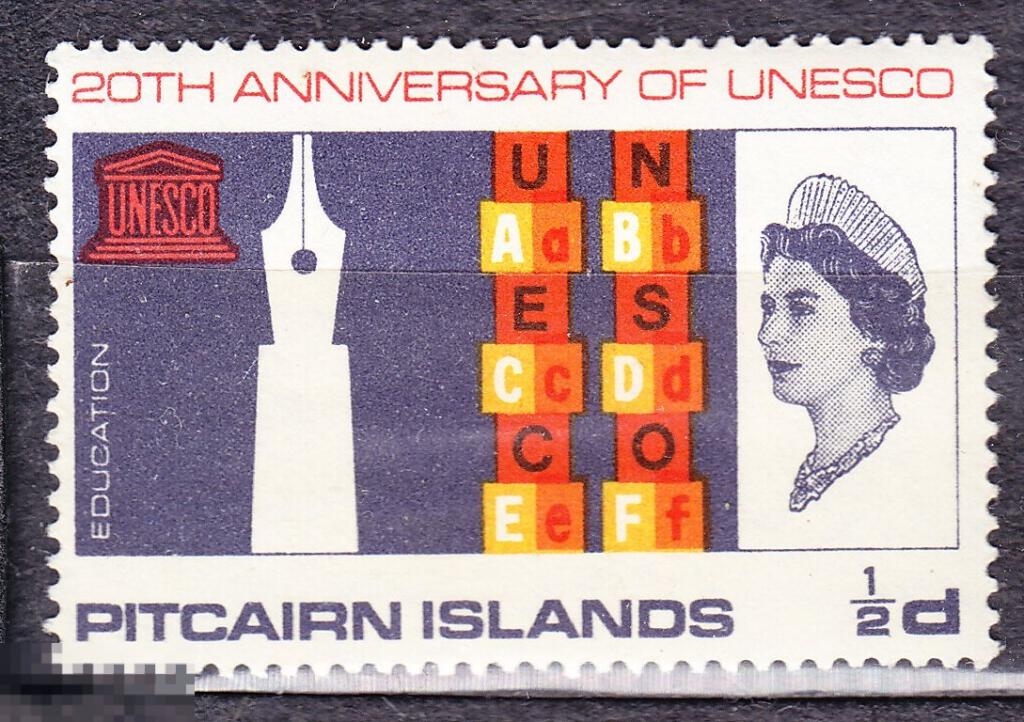 20TH ANNIVERSARY OF UNESCO
UNESCO
EDUCATION
U N
A a B b
E S
C c D d
C O
E e F f
PITCAIRN ISLANDS
1/2 d